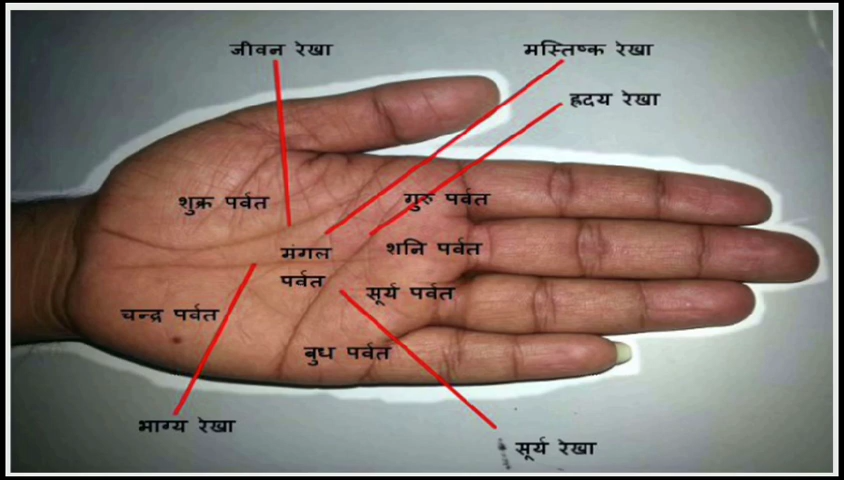 जीवन रेखा
मस्तिष्क रेखा
ह्रदय रेखा
शुक्र पर्वत
गुरु पर्वत
शनि पर्वत
मंगल
पर्वत
सूर्य पर्वत
चन्द्र पर्वत
बुध पर्वत
भाग्य रेखा
सूर्य रेखा